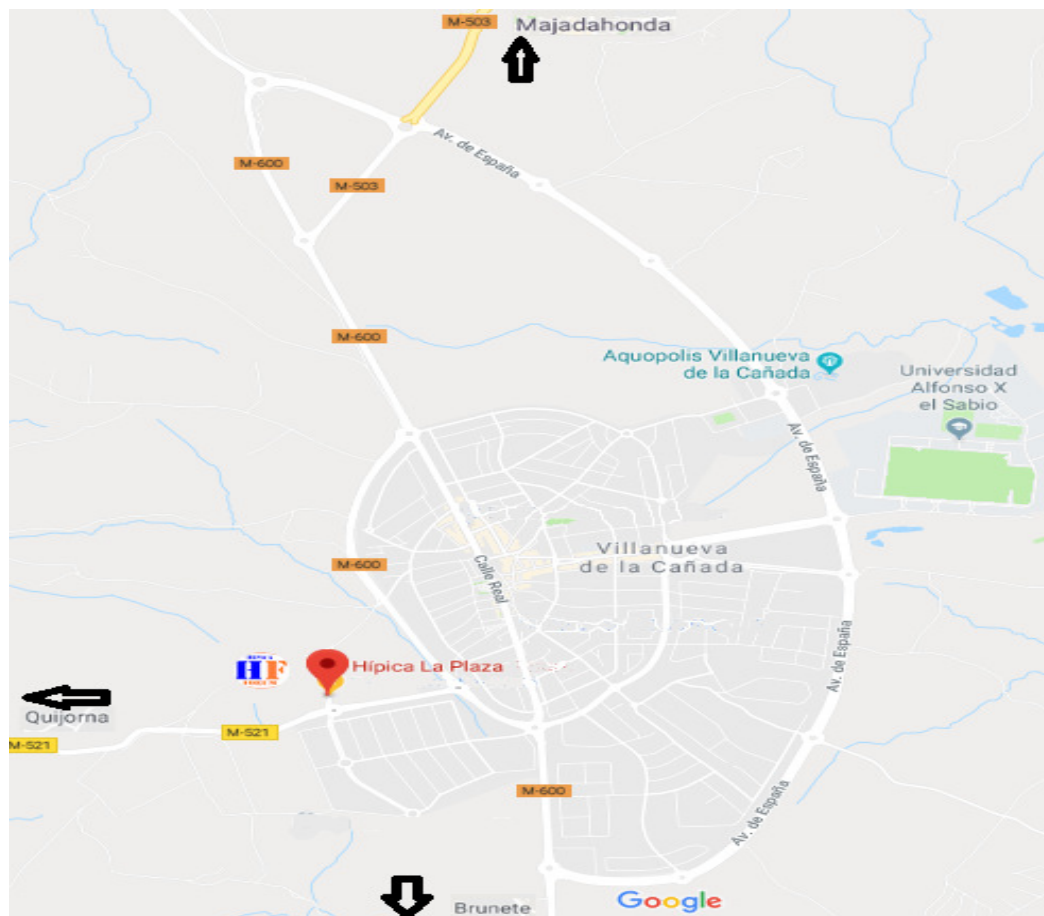 M-503
Majadahonda
Av. de España
M-600
M-503
M-600
Aquopolis Villanueva
de la Cañada
Universidad
Alfonso X
el Sabio
Av. de España
Villanueva
de la Cañada
M-600
Calle Real
Av. de España
HF
Hípica La Plaza
Quijorna
M-521
M-521
M-600
Av. de España
Google
Brunete